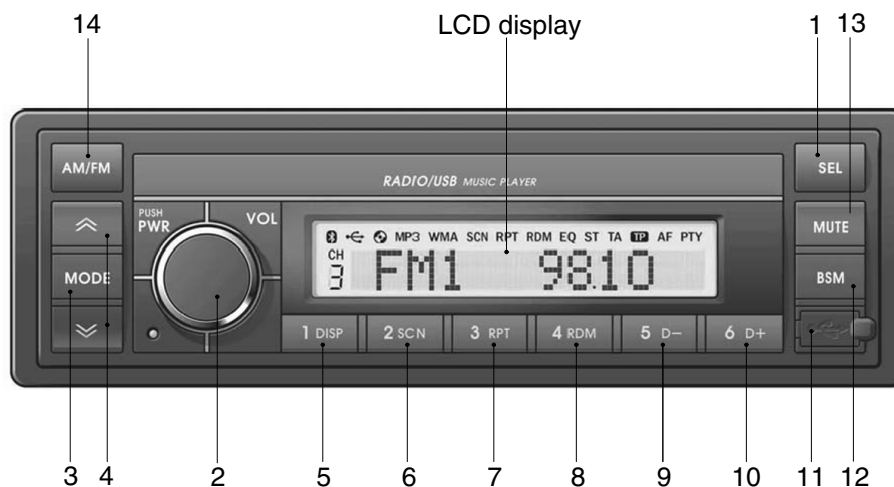 14 LCD display 1 13
AM/FM RADIO/USB MUSIC PLAYER SEL
PUSH
PWR VOL MP3 WMA SCN RPT RDM EQ ST TA TP AF PTY MUTE
CH
3 FM1 98.10
MODE BSM
1 DISP 2 SCN 3 RPT 4 RDM 5 D− 6 D+
3 4 2 5 6 7 8 9 10 11 12